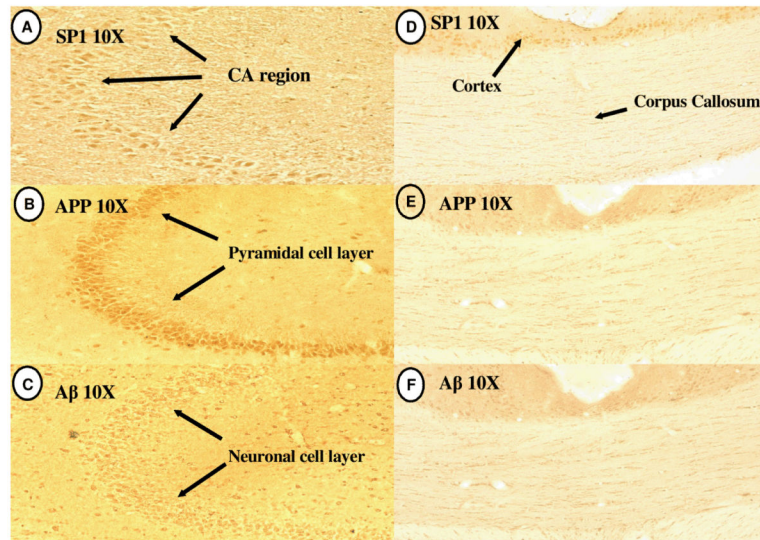 A
SP1 10X
CA region
B
APP 10X
Pyramidal cell layer
C
Aβ 10X
Neuronal cell layer
D
SP1 10X
Cortex
Corpus Callosum
E
APP 10X
F
Aβ 10X